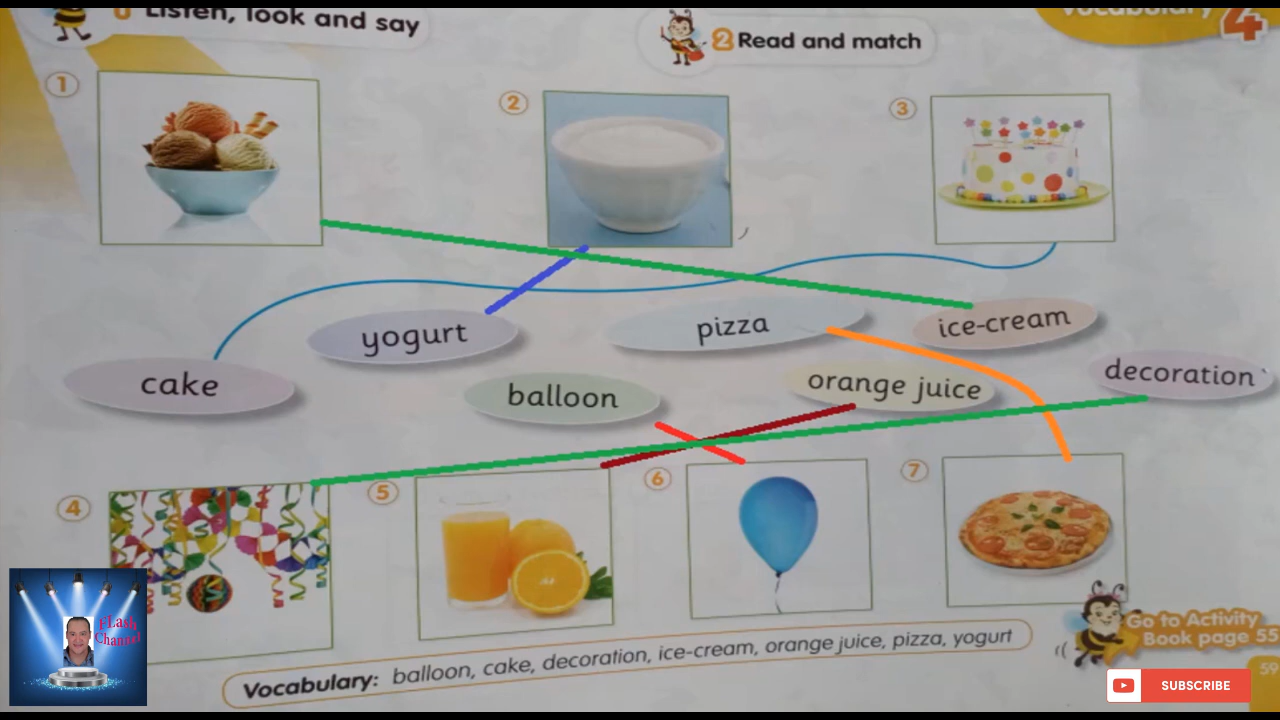 Listen, look and say
2 Read and match
Vocabulary 4
1
2
3
yogurt
pizza
ice-cream
cake
balloon
orange juice
decoration
4
5
6
7
FLash
Channel
Go to Activity
Book page 55
Vocabulary: balloon, cake, decoration, ice-cream, orange juice, pizza, yogurt
59
SUBSCRIBE